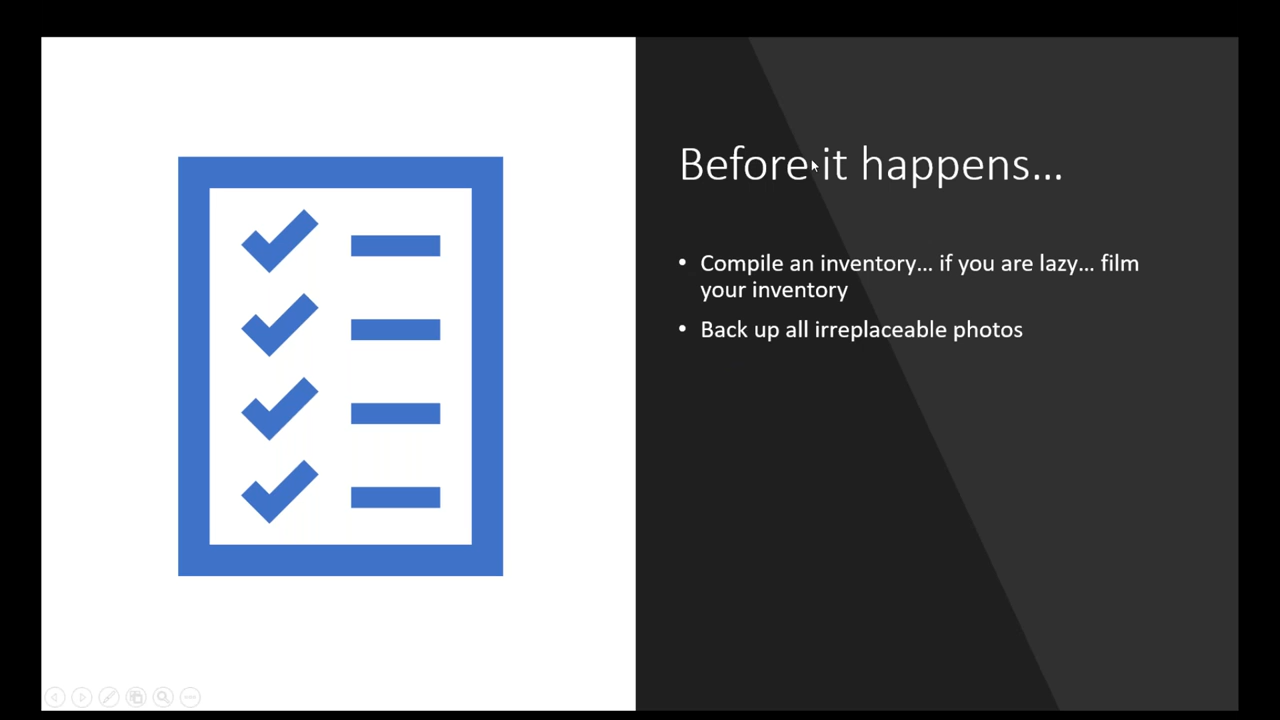 Before it happens...
• Compile an inventory... if you are lazy... film
your inventory
• Back up all irreplaceable photos